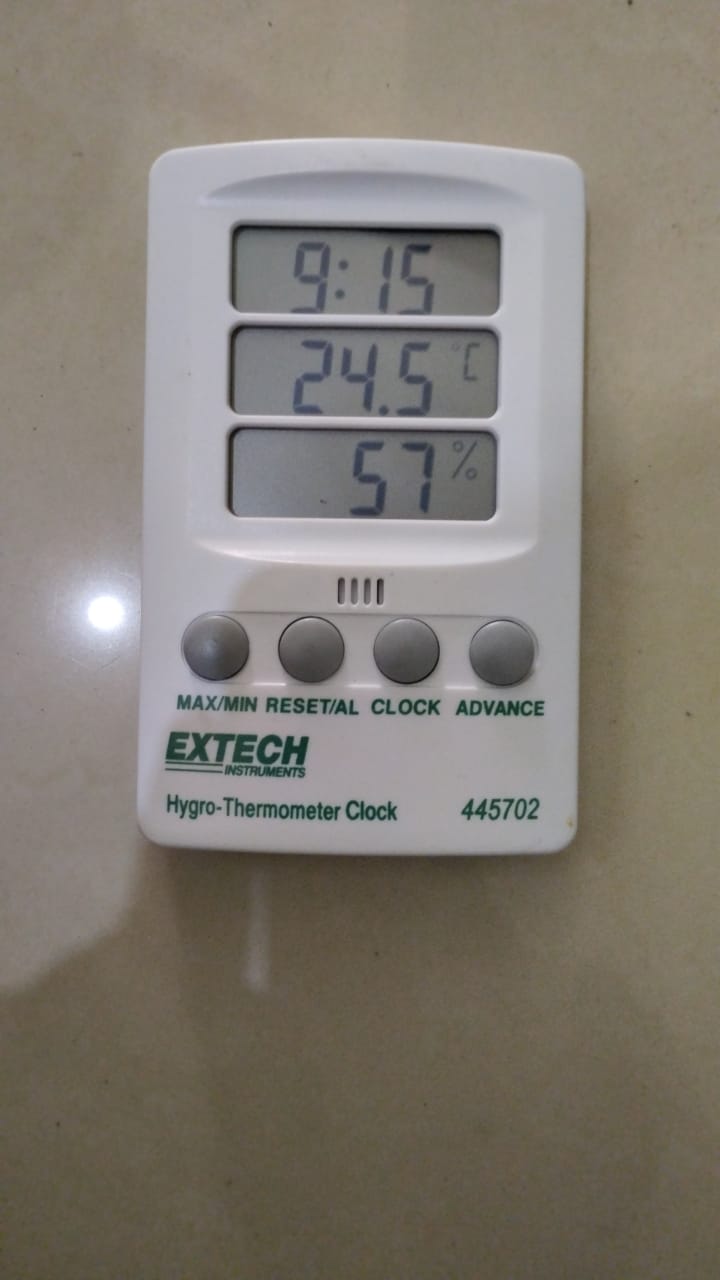 9:15
24.5 °C
57 %
MAX/MIN RESET/AL CLOCK ADVANCE
EXTECH
INSTRUMENTS
Hygro-Thermometer Clock 445702